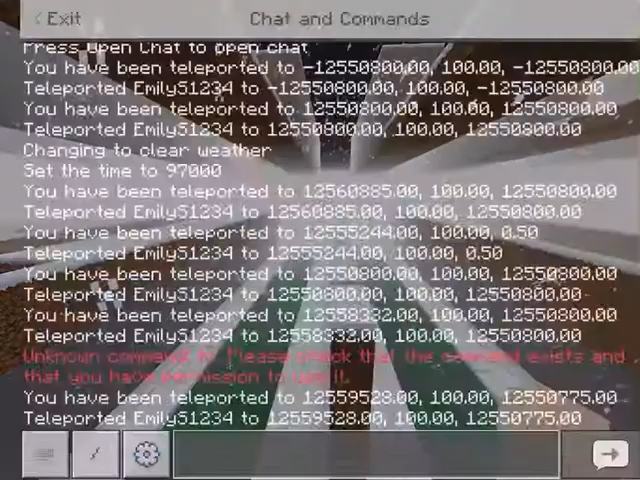 Exit
Chat and Commands
Press Open Chat to open chat
You have been teleported to -12550800.00, 100.00, -12550800.00
Teleported Emily51234 to -12550800.00, 100.00, -12550800.00
You have been teleported to 12550800.00, 100.00, 12550800.00
Teleported Emily51234 to 12550800.00, 100.00, 12550800.00
Changing to clear weather
Set the time to 97000
You have been teleported to 12560885.00, 100.00, 12550800.00
Teleported Emily51234 to 12560885.00, 100.00, 12550800.00
You have been teleported to 12555244.00, 100.00, 0.50
Teleported Emily51234 to 12555244.00, 100.00, 0.50
You have been teleported to 12550800.00, 100.00, 12550800.00
Teleported Emily51234 to 12550800.00, 100.00, 12550800.00
You have been teleported to 12558332.00, 100.00, 12550800.00
Teleported Emily51234 to 12558332.00, 100.00, 12550800.00
Unknown command: Please check that the command exists and
that you have permission to use it.
You have been teleported to 12559528.00, 100.00, 12550775.00
Teleported Emily51234 to 12559528.00, 100.00, 12550775.00